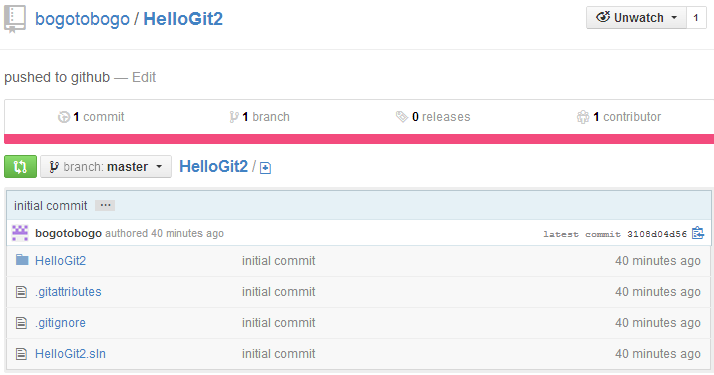 bogotobogo / HelloGit2
Unwatch 1
pushed to github — Edit
1 commit 1 branch 0 releases 1 contributor
branch: master HelloGit2 /
initial commit ...
bogotobogo authored 40 minutes ago latest commit 3108d04d56
HelloGit2 initial commit 40 minutes ago
.gitattributes initial commit 40 minutes ago
.gitignore initial commit 40 minutes ago
HelloGit2.sln initial commit 40 minutes ago